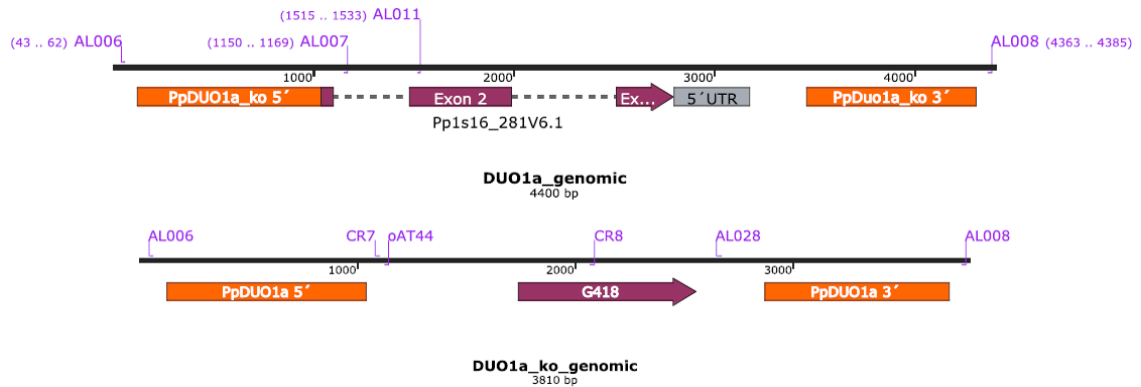 (1515 .. 1533) AL011
(43 .. 62) AL006 (1150 .. 1169) AL007 AL008 (4363 .. 4385)
1000 2000 3000 4000
PpDUO1a_ko 5´ Exon 2 Ex... 5´UTR PpDuo1a_ko 3´
Pp1s16_281V6.1
DUO1a_genomic
4400 bp
AL006 CR7 oAT44 CR8 AL028 AL008
1000 2000 3000
PpDUO1a 5´ G418 PpDUO1a 3´
DUO1a_ko_genomic
3810 bp